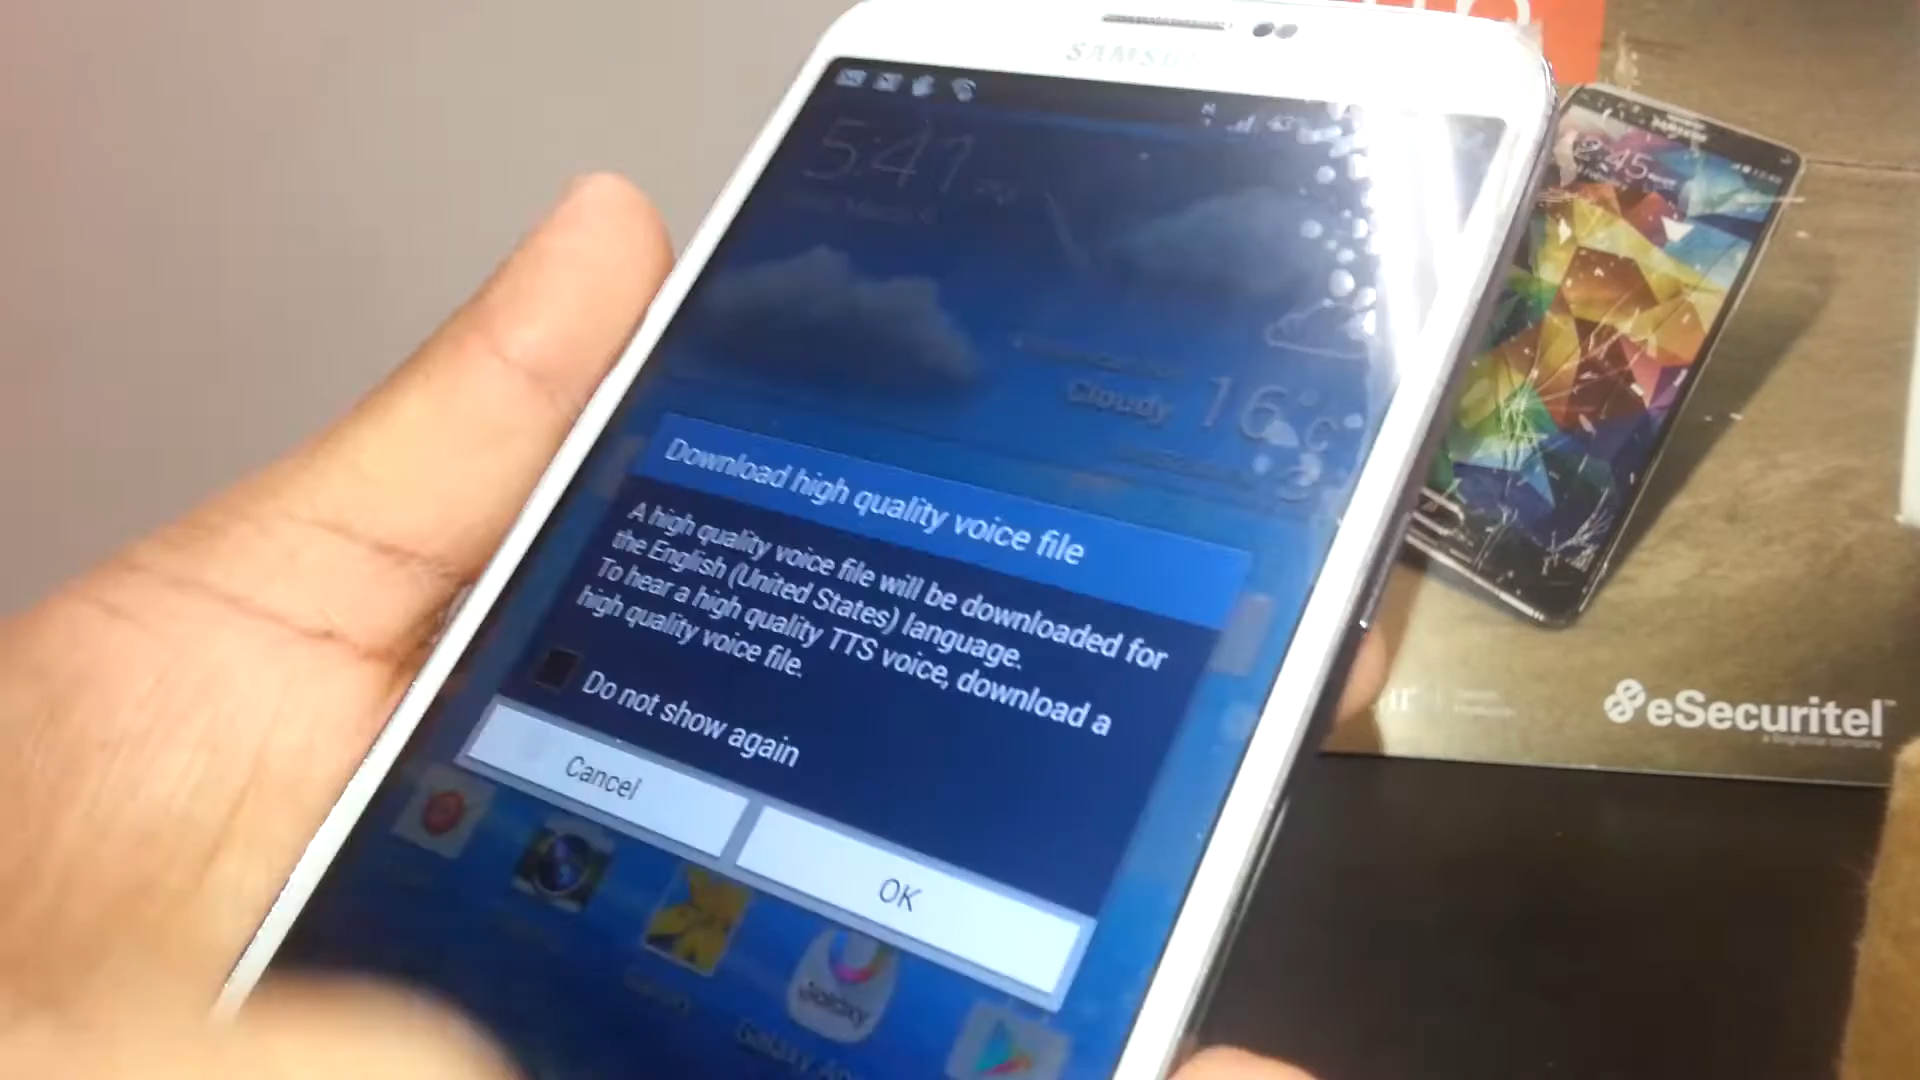 SAMSU
5:41
Cloudy
16°C
Download high quality voice file
A high quality voice file will be downloaded for
the English (United States) language.
To hear a high quality TTS voice, download a
high quality voice file.
Do not show again
Cancel
OK
Galaxy
eSecuritel